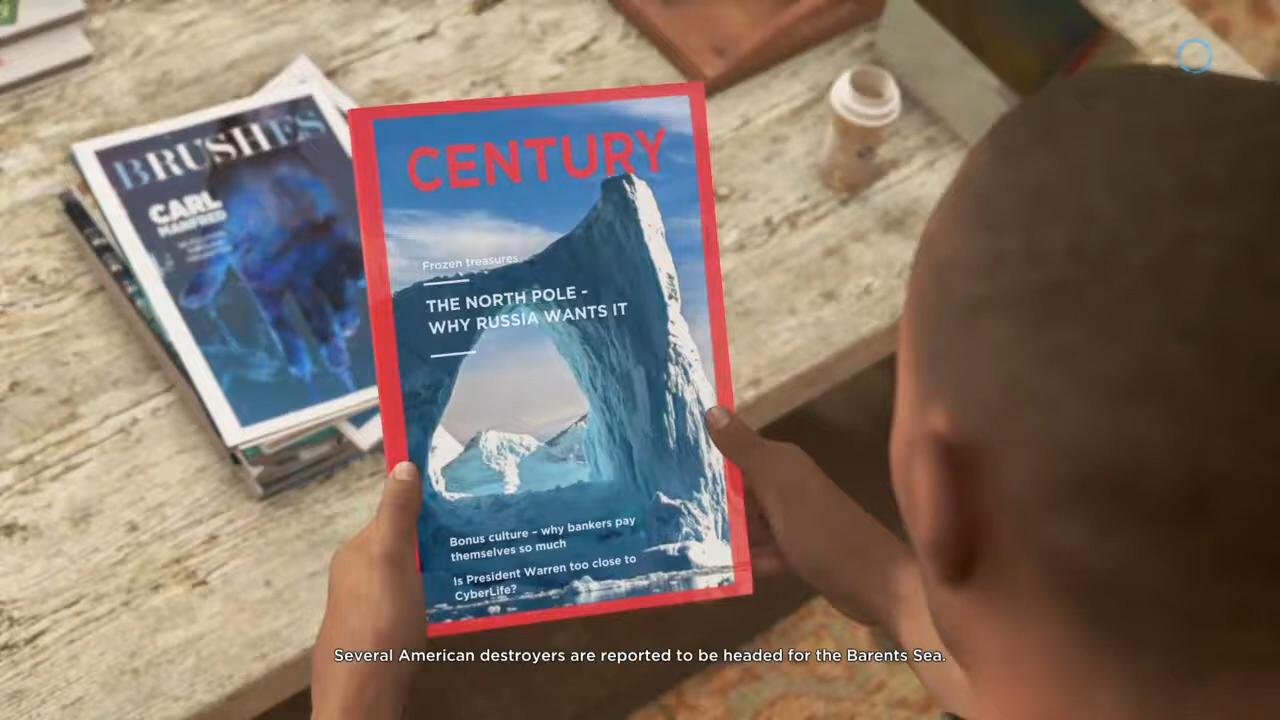 BRUSHES
CARL
MANFRED
CENTURY
Frozen treasures
THE NORTH POLE -
WHY RUSSIA WANTS IT
Bonus culture – why bankers pay
themselves so much
Is President Warren too close to
CyberLife?
Several American destroyers are reported to be headed for the Barents Sea.